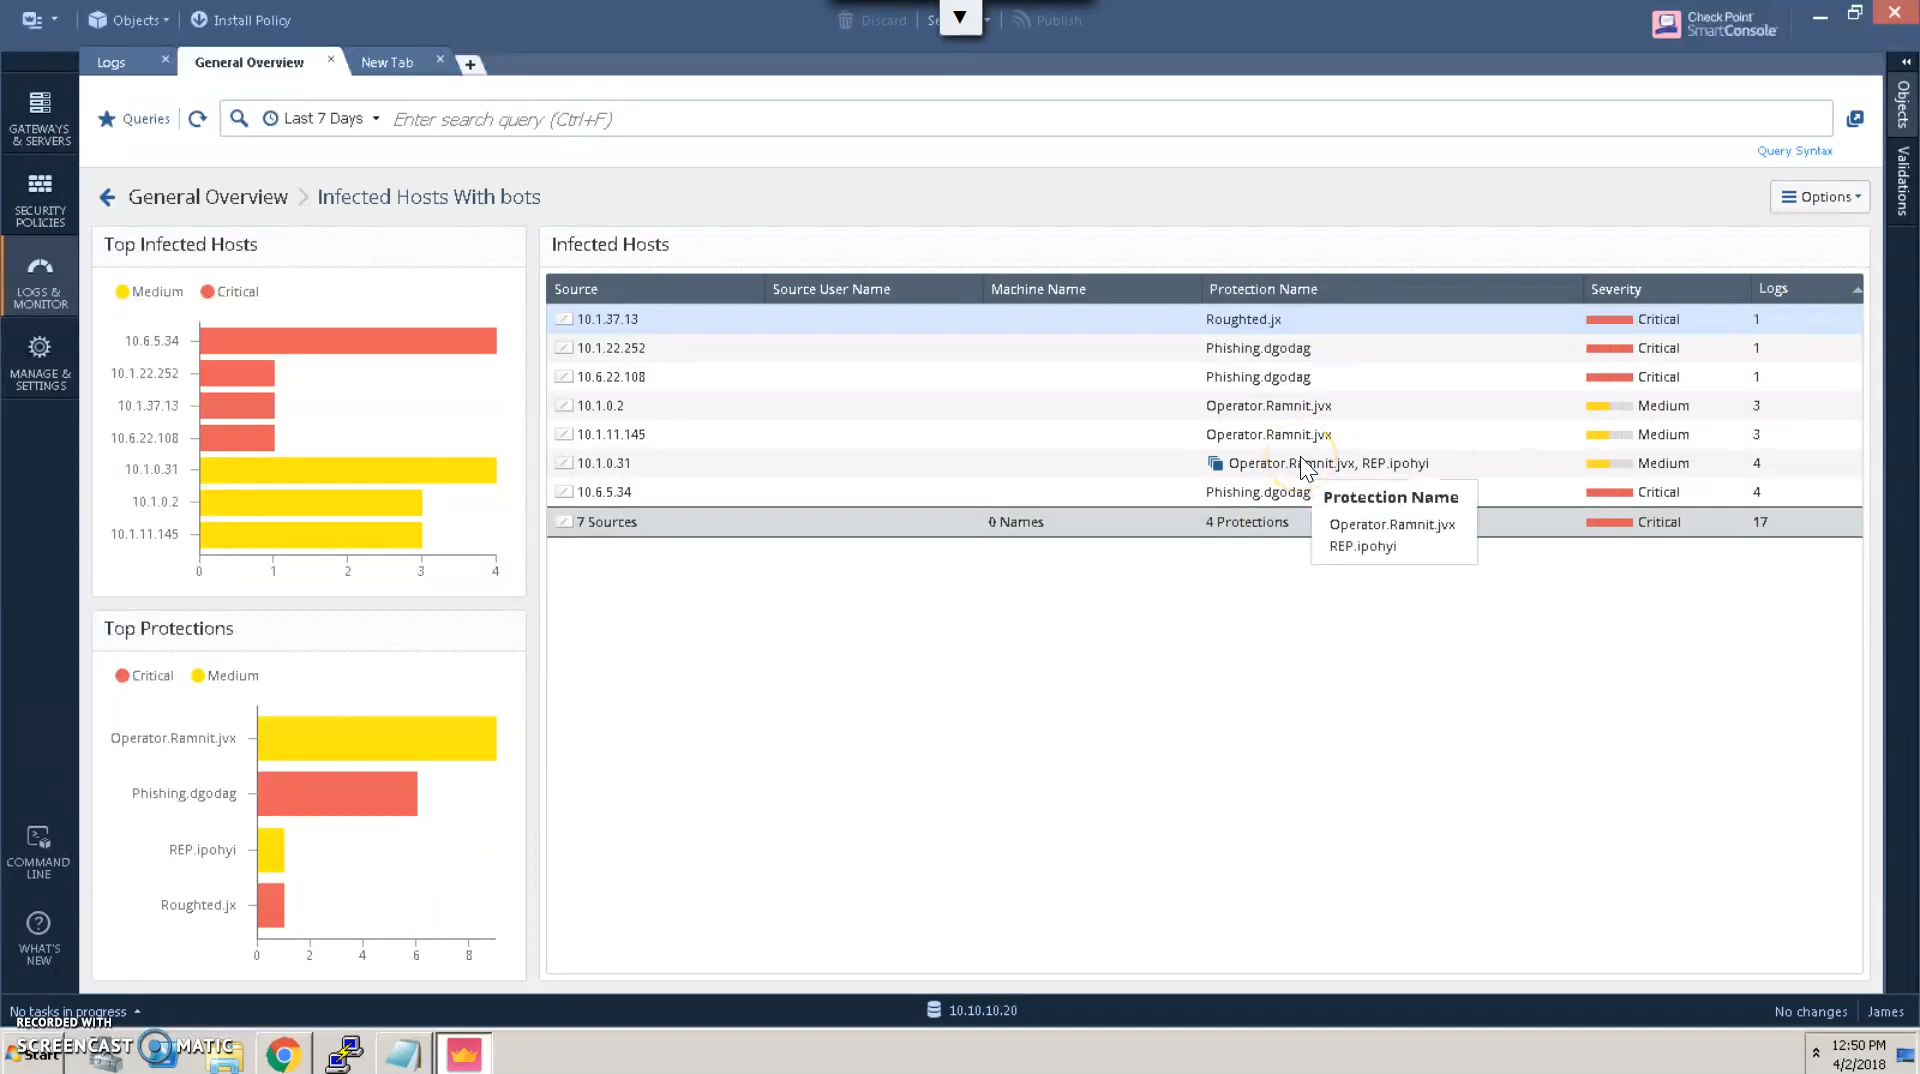 Objects
Install Policy
Discard
Se
Publish
Check Point
SmartConsole
Logs
General Overview
New Tab
Queries
Last 7 Days
Enter search query (Ctrl+F)
Query Syntax
GATEWAYS
& SERVERS
SECURITY
POLICIES
LOGS &
MONITOR
MANAGE &
SETTINGS
COMMAND
LINE
WHAT'S
NEW
Objects
Validations
General Overview
Infected Hosts With bots
Options
Top Infected Hosts
Medium Critical
10.6.5.34
10.1.22.252
10.1.37.13
10.6.22.108
10.1.0.31
10.1.0.2
10.1.11.145
0 1 2 3 4
Top Protections
Critical Medium
Operator.Ramnit.jvx
Phishing.dgodag
REP.ipohyi
Roughted.jx
0 2 4 6 8
Infected Hosts
Source Source User Name Machine Name Protection Name Severity Logs
10.1.37.13 Roughted.jx Critical 1
10.1.22.252 Phishing.dgodag Critical 1
10.6.22.108 Phishing.dgodag Critical 1
10.1.0.2 Operator.Ramnit.jvx Medium 3
10.1.11.145 Operator.Ramnit.jvx Medium 3
10.1.0.31 Operator.Ramnit.jvx, REP.ipohyi Medium 4
10.6.5.34 Phishing.dgodag Critical 4
7 Sources 0 Names 4 Protections Critical 17
Protection Name
Operator.Ramnit.jvx
REP.ipohyi
No tasks in progress
10.10.10.20
No changes
James
RECORDED WITH
SCREENCAST MATIC
Start
12:50 PM
4/2/2018